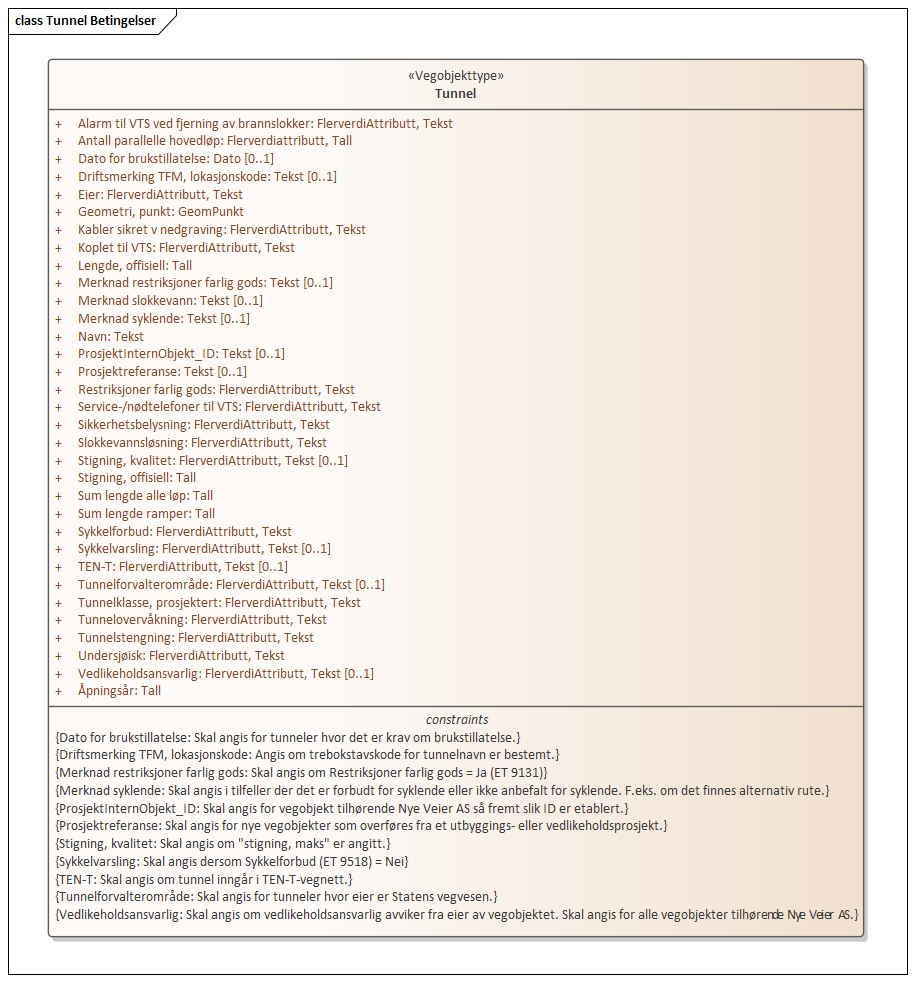 class Tunnel Betingelser
«Vegobjekttype»
Tunnel
+ Alarm til VTS ved fjerning av brannslokker: FlerverdiAttributt, Tekst
+ Antall parallelle hovedløp: Flerverdiattributt, Tall
+ Dato for brukstillatelse: Dato [0..1]
+ Driftsmerking TFM, lokasjonskode: Tekst [0..1]
+ Eier: FlerverdiAttributt, Tekst
+ Geometri, punkt: GeomPunkt
+ Kabler sikret v nedgraving: FlerverdiAttributt, Tekst
+ Koplet til VTS: FlerverdiAttributt, Tekst
+ Lengde, offisiell: Tall
+ Merknad restriksjoner farlig gods: Tekst [0..1]
+ Merknad slokkevann: Tekst [0..1]
+ Merknad syklende: Tekst [0..1]
+ Navn: Tekst
+ ProsjektInternObjekt_ID: Tekst [0..1]
+ Prosjektreferanse: Tekst [0..1]
+ Restriksjoner farlig gods: FlerverdiAttributt, Tekst
+ Service-/nødtelefoner til VTS: FlerverdiAttributt, Tekst
+ Sikkerhetsbelysning: FlerverdiAttributt, Tekst
+ Slokkevannsløsning: FlerverdiAttributt, Tekst
+ Stigning, kvalitet: FlerverdiAttributt, Tekst [0..1]
+ Stigning, offisiell: Tall
+ Sum lengde alle løp: Tall
+ Sum lengde ramper: Tall
+ Sykkelforbud: FlerverdiAttributt, Tekst
+ Sykkelvarsling: FlerverdiAttributt, Tekst [0..1]
+ TEN-T: FlerverdiAttributt, Tekst [0..1]
+ Tunnelforvalterområde: FlerverdiAttributt, Tekst [0..1]
+ Tunnelklasse, prosjektert: FlerverdiAttributt, Tekst
+ Tunnelovervåkning: FlerverdiAttributt, Tekst
+ Tunnelstengning: FlerverdiAttributt, Tekst
+ Undersjøisk: FlerverdiAttributt, Tekst
+ Vedlikeholdsansvarlig: FlerverdiAttributt, Tekst [0..1]
+ Åpningsår: Tall
constraints
{Dato for brukstillatelse: Skal angis for tunneler hvor det er krav om brukstillatelse.}
{Driftsmerking TFM, lokasjonskode: Angis om trebokstavskode for tunnelnavn er bestemt.}
{Merknad restriksjoner farlig gods: Skal angis om Restriksjoner farlig gods = Ja (ET 9131)}
{Merknad syklende: Skal angis i tilfeller der det er forbudt for syklende eller ikke anbefalt for syklende. F.eks. om det finnes alternativ rute.}
{ProsjektInternObjekt_ID: Skal angis for vegobjekt tilhørende Nye Veier AS så fremt slik ID er etablert.}
{Prosjektreferanse: Skal angis for nye vegobjekter som overføres fra et utbyggings- eller vedlikeholdsprosjekt.}
{Stigning, kvalitet: Skal angis om "stigning, maks" er angitt.}
{Sykkelvarsling: Skal angis dersom Sykkelforbud (ET 9518) = Nei}
{TEN-T: Skal angis om tunnel inngår i TEN-T-vegnett.}
{Tunnelforvalterområde: Skal angis for tunneler hvor eier er Statens vegvesen.}
{Vedlikeholdsansvarlig: Skal angis om vedlikeholdsansvarlig avviker fra eier av vegobjektet. Skal angis for alle vegobjekter tilhørende Nye Veier AS.}